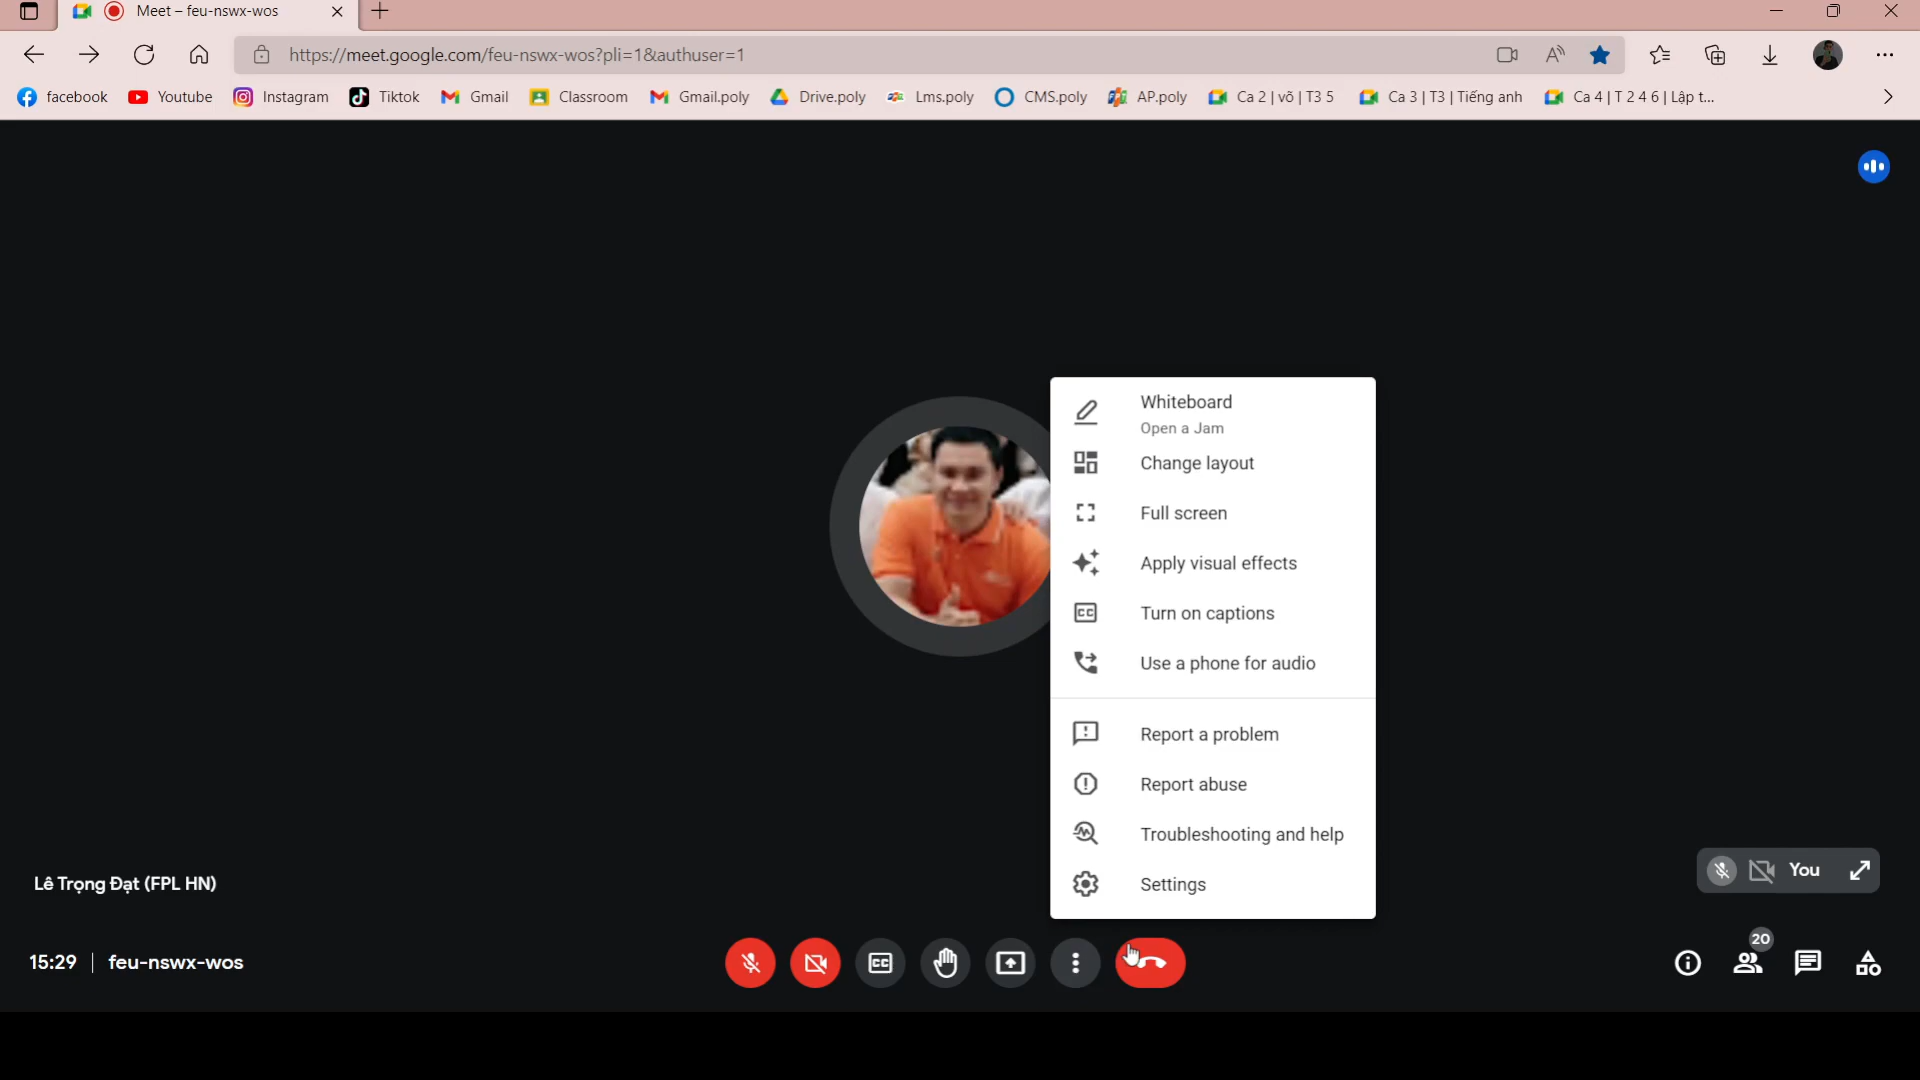 Meet – feu-nswx-wos
https://meet.google.com/feu-nswx-wos?pli=1&authuser=1
facebook Youtube Instagram Tiktok Gmail Classroom Gmail.poly Drive.poly Lms.poly CMS.poly AP.poly Ca 2 | võ | T3 5 Ca 3 | T3 | Tiếng anh Ca 4 | T 2 4 6 | Lập t...
Whiteboard
Open a Jam
Change layout
Full screen
Apply visual effects
Turn on captions
Use a phone for audio
Report a problem
Report abuse
Troubleshooting and help
Settings
You
Lê Trọng Đạt (FPL HN)
15:29 | feu-nswx-wos
CC
20